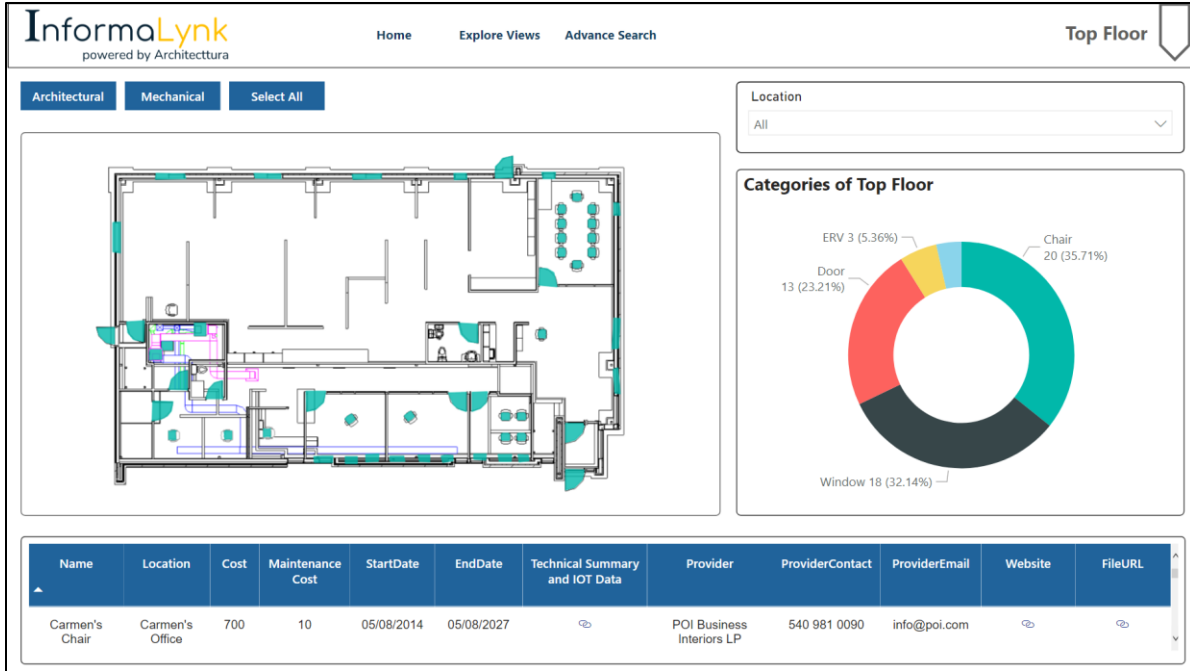 InformaLynk
powered by Architecttura
Home
Explore Views
Advance Search
Top Floor
Architectural
Mechanical
Select All
Location
All
Categories of Top Floor
ERV 3 (5.36%)
Chair
20 (35.71%)
Door
13 (23.21%)
Window 18 (32.14%)
Name
Location
Cost
Maintenance
Cost
StartDate
EndDate
Technical Summary
and IOT Data
Provider
ProviderContact
ProviderEmail
Website
FileURL
Carmen's
Chair
Carmen's
Office
700
10
05/08/2014
05/08/2027
POI Business
Interiors LP
540 981 0090
info@poi.com